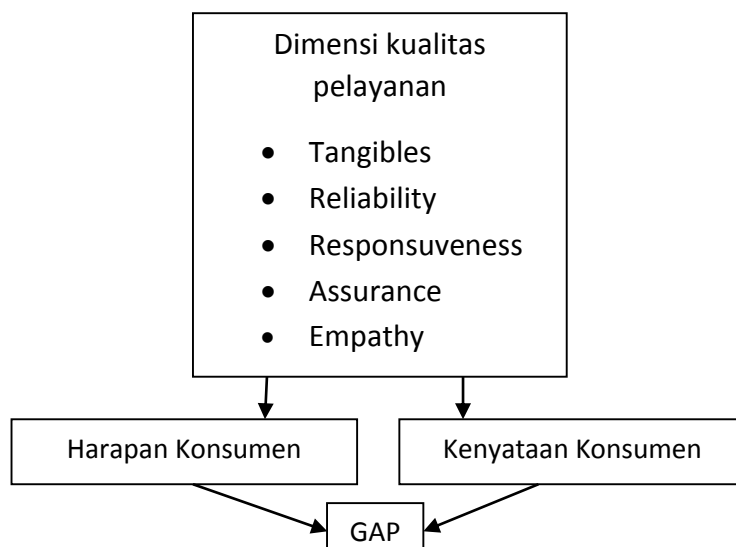 Dimensi kualitas
pelayanan
• Tangibles
• Reliability
• Responsuveness
• Assurance
• Empathy
Harapan Konsumen
Kenyataan Konsumen
GAP